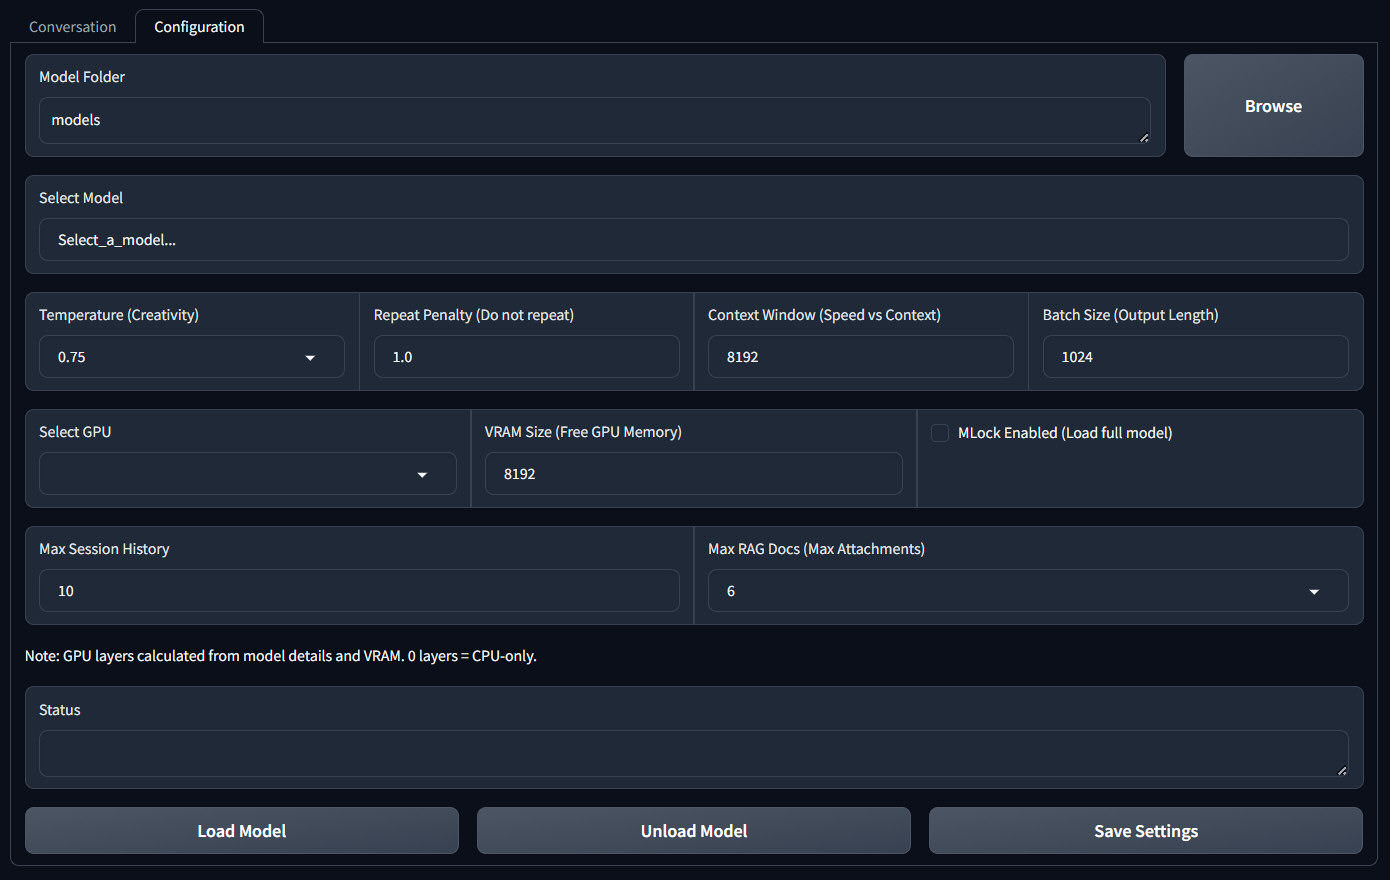 Conversation
Configuration
Model Folder
models
Browse
Select Model
Select_a_model...
Temperature (Creativity)
0.75
Repeat Penalty (Do not repeat)
1.0
Context Window (Speed vs Context)
8192
Batch Size (Output Length)
1024
Select GPU
VRAM Size (Free GPU Memory)
8192
MLock Enabled (Load full model)
Max Session History
10
Max RAG Docs (Max Attachments)
6
Note: GPU layers calculated from model details and VRAM. 0 layers = CPU-only.
Status
Load Model
Unload Model
Save Settings